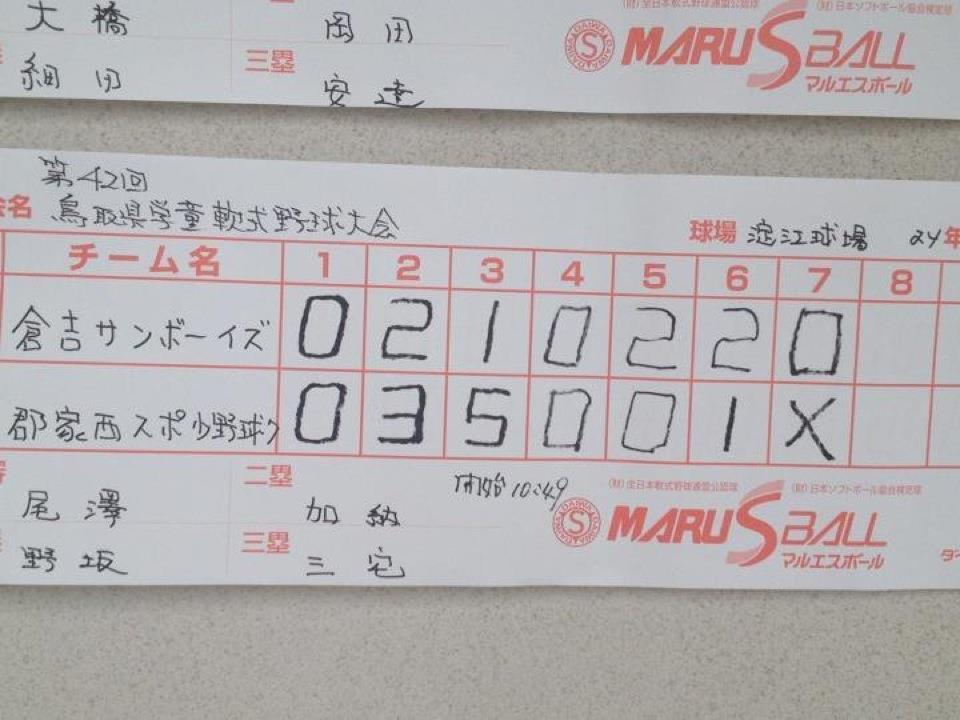 大橋 岡田
(財)全日本軟式野球連盟公認球 (財)日本ソフトボール協会検定球
細田 三塁 安達
MARU S BALL
マルエスボール
第42回
会名 鳥取県学童軟式野球大会 球場 淀江球場 24年
チーム名 1 2 3 4 5 6 7 8
倉吉サンボーイズ 0 2 1 0 2 2 0
郡家西スポ少野球ク 0 3 5 0 0 1 X
尾澤 二塁 加納 開始10:49
(財)全日本軟式野球連盟公認球 (財)日本ソフトボール協会検定球
野坂 三塁 三宅
MARU S BALL
マルエスボール